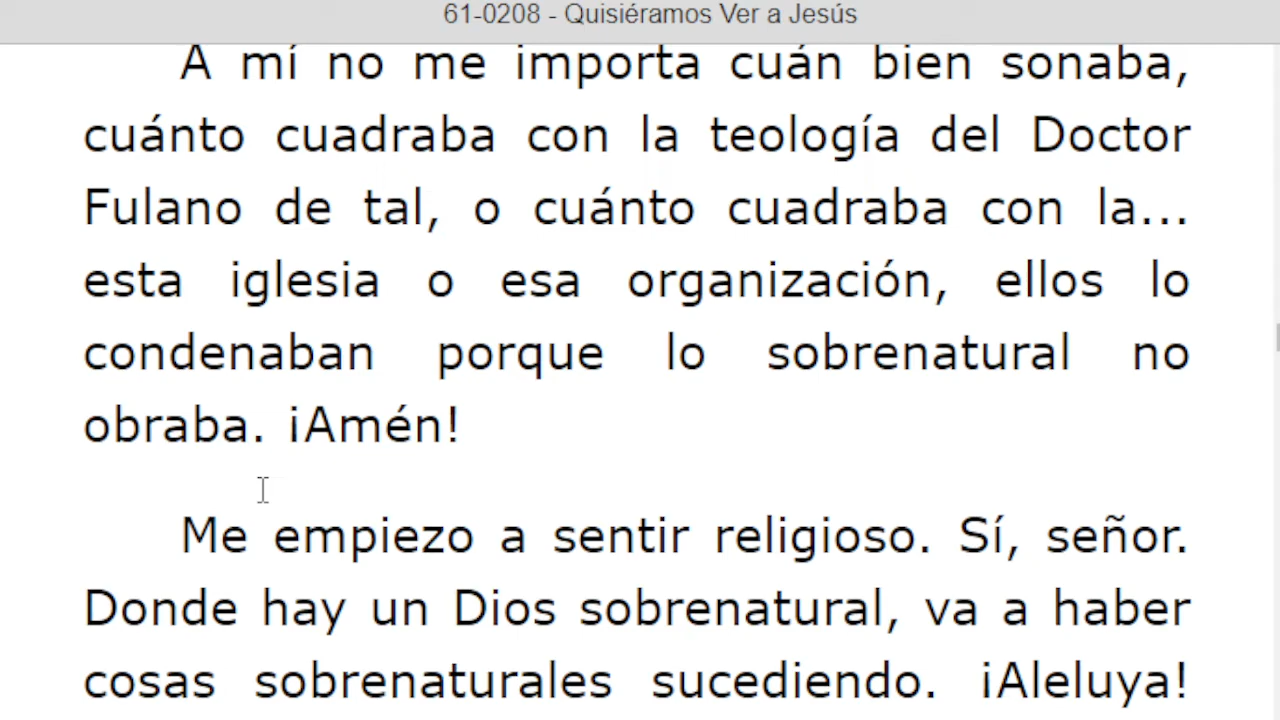 61-0208 - Quisiéramos Ver a Jesús
A mí no me importa cuán bien sonaba,
cuánto cuadraba con la teología del Doctor
Fulano de tal, o cuánto cuadraba con la...
esta iglesia o esa organización, ellos lo
condenaban porque lo sobrenatural no
obraba. ¡Amén!
Me empiezo a sentir religioso. Sí, señor.
Donde hay un Dios sobrenatural, va a haber
cosas sobrenaturales sucediendo. ¡Aleluya!